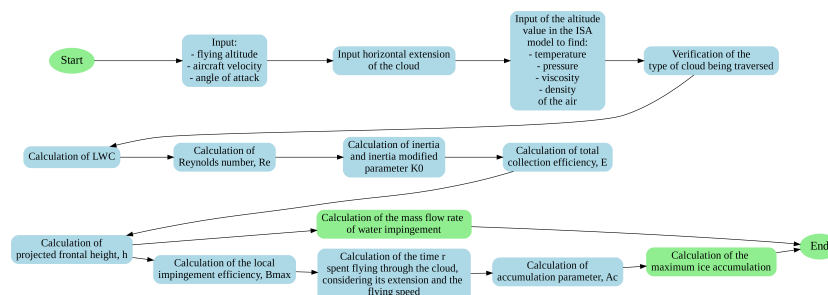 Start
Input:
- flying altitude
- aircraft velocity
- angle of attack
Input horizontal extension
of the cloud
Input of the altitude
value in the ISA
model to find:
- temperature
- pressure
- viscosity
- density
of the air
Verification of the
type of cloud being traversed
Calculation of LWC
Calculation of
Reynolds number, Re
Calculation of inertia
and inertia modified
parameter K0
Calculation of total
collection efficiency, E
Calculation of
projected frontal height, h
Calculation of the mass flow rate
of water impingement
Calculation of the local
impingement efficiency, Bmax
Calculation of the time r
spent flying through the cloud,
considering its extension and the
flying speed
Calculation of
accumulation parameter, Ac
Calculation of the
maximum ice accumulation
End